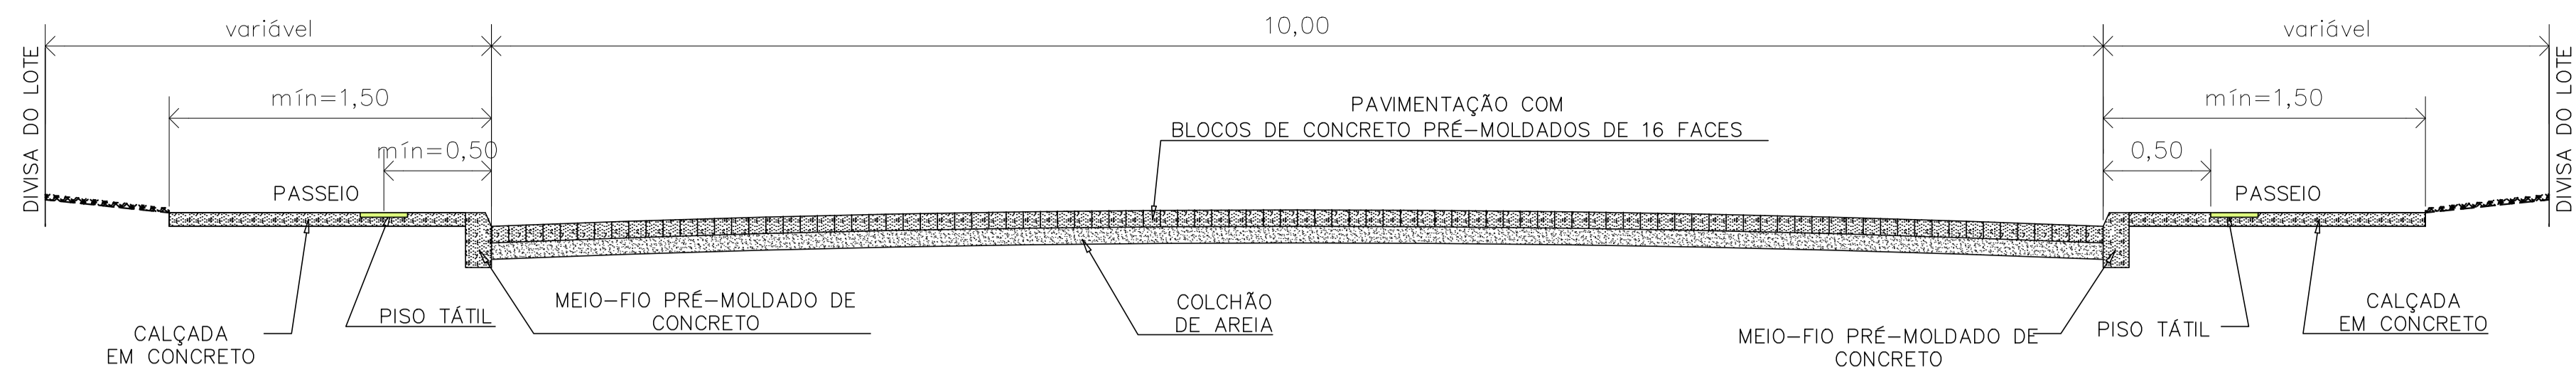 variável
10,00
variável
DIVISA DO LOTE
mín=1,50
mín=0,50
PASSEIO
PAVIMENTAÇÃO COM
BLOCOS DE CONCRETO PRÉ-MOLDADOS DE 16 FACES
mín=1,50
0,50
PASSEIO
DIVISA DO LOTE
CALÇADA
EM CONCRETO
PISO TÁTIL
MEIO-FIO PRÉ-MOLDADO DE
CONCRETO
COLCHÃO
DE AREIA
MEIO-FIO PRÉ-MOLDADO DE
CONCRETO
PISO TÁTIL
CALÇADA
EM CONCRETO